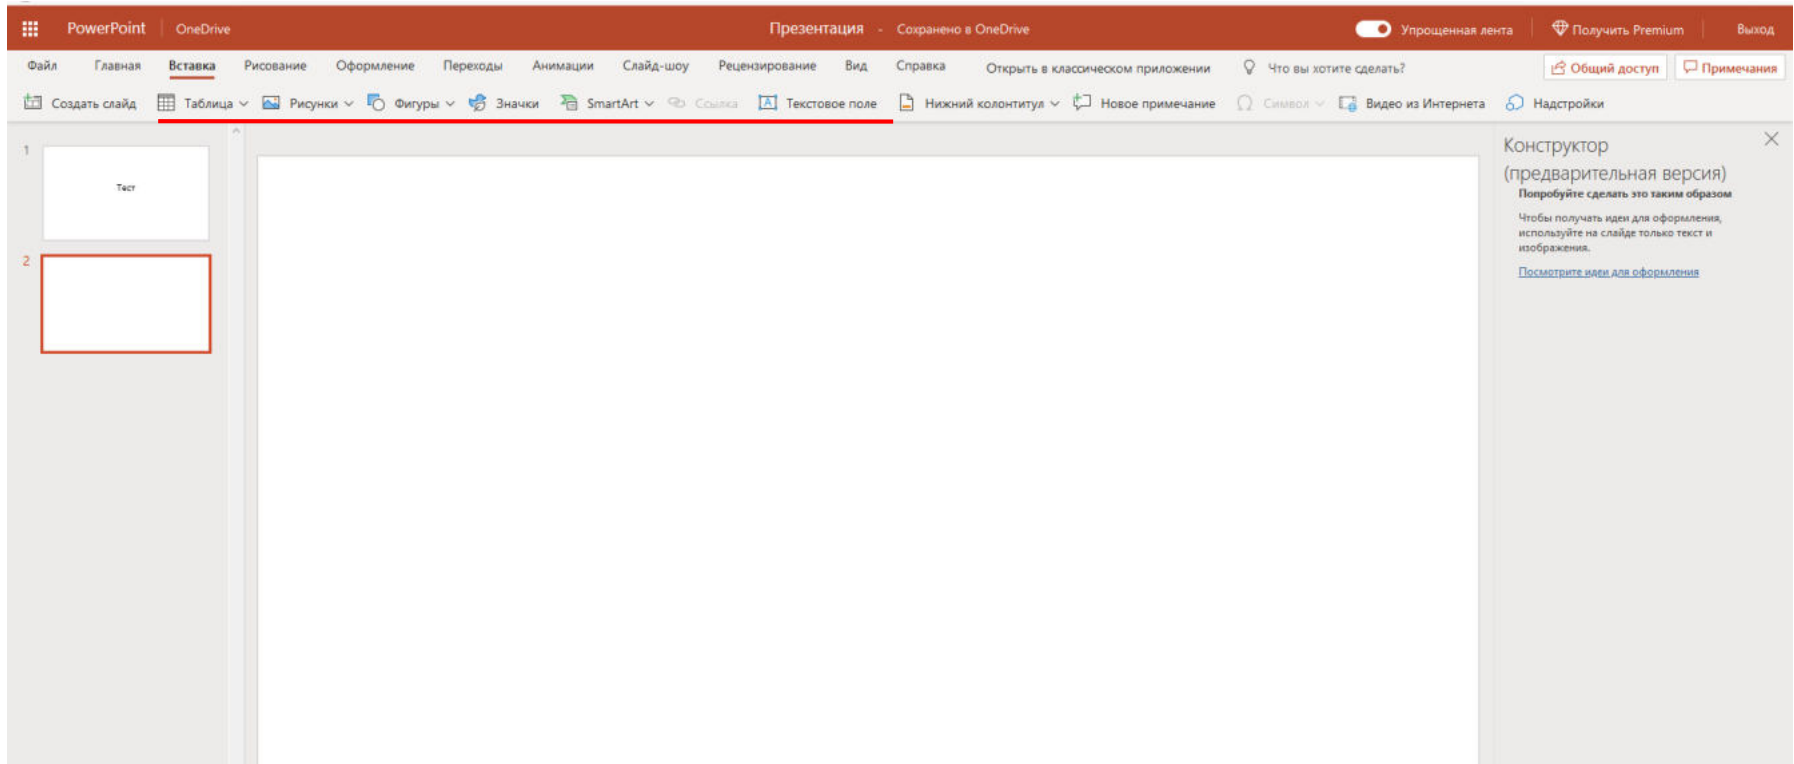 PowerPoint OneDrive Презентация - Сохранено в OneDrive Упрощенная лента Получить Premium Выход
Файл Главная Вставка Рисование Оформление Переходы Анимации Слайд-шоу Рецензирование Вид Справка Открыть в классическом приложении Что вы хотите сделать? Общий доступ Примечания
Создать слайд Таблица Рисунки Фигуры Значки SmartArt Ссылка Текстовое поле Нижний колонтитул Новое примечание Символ Видео из Интернета Надстройки
1
Тест
2
Конструктор
(предварительная версия)
Попробуйте сделать это таким образом
Чтобы получать идеи для оформления,
используйте на слайде только текст и
изображения.
Посмотрите идеи для оформления